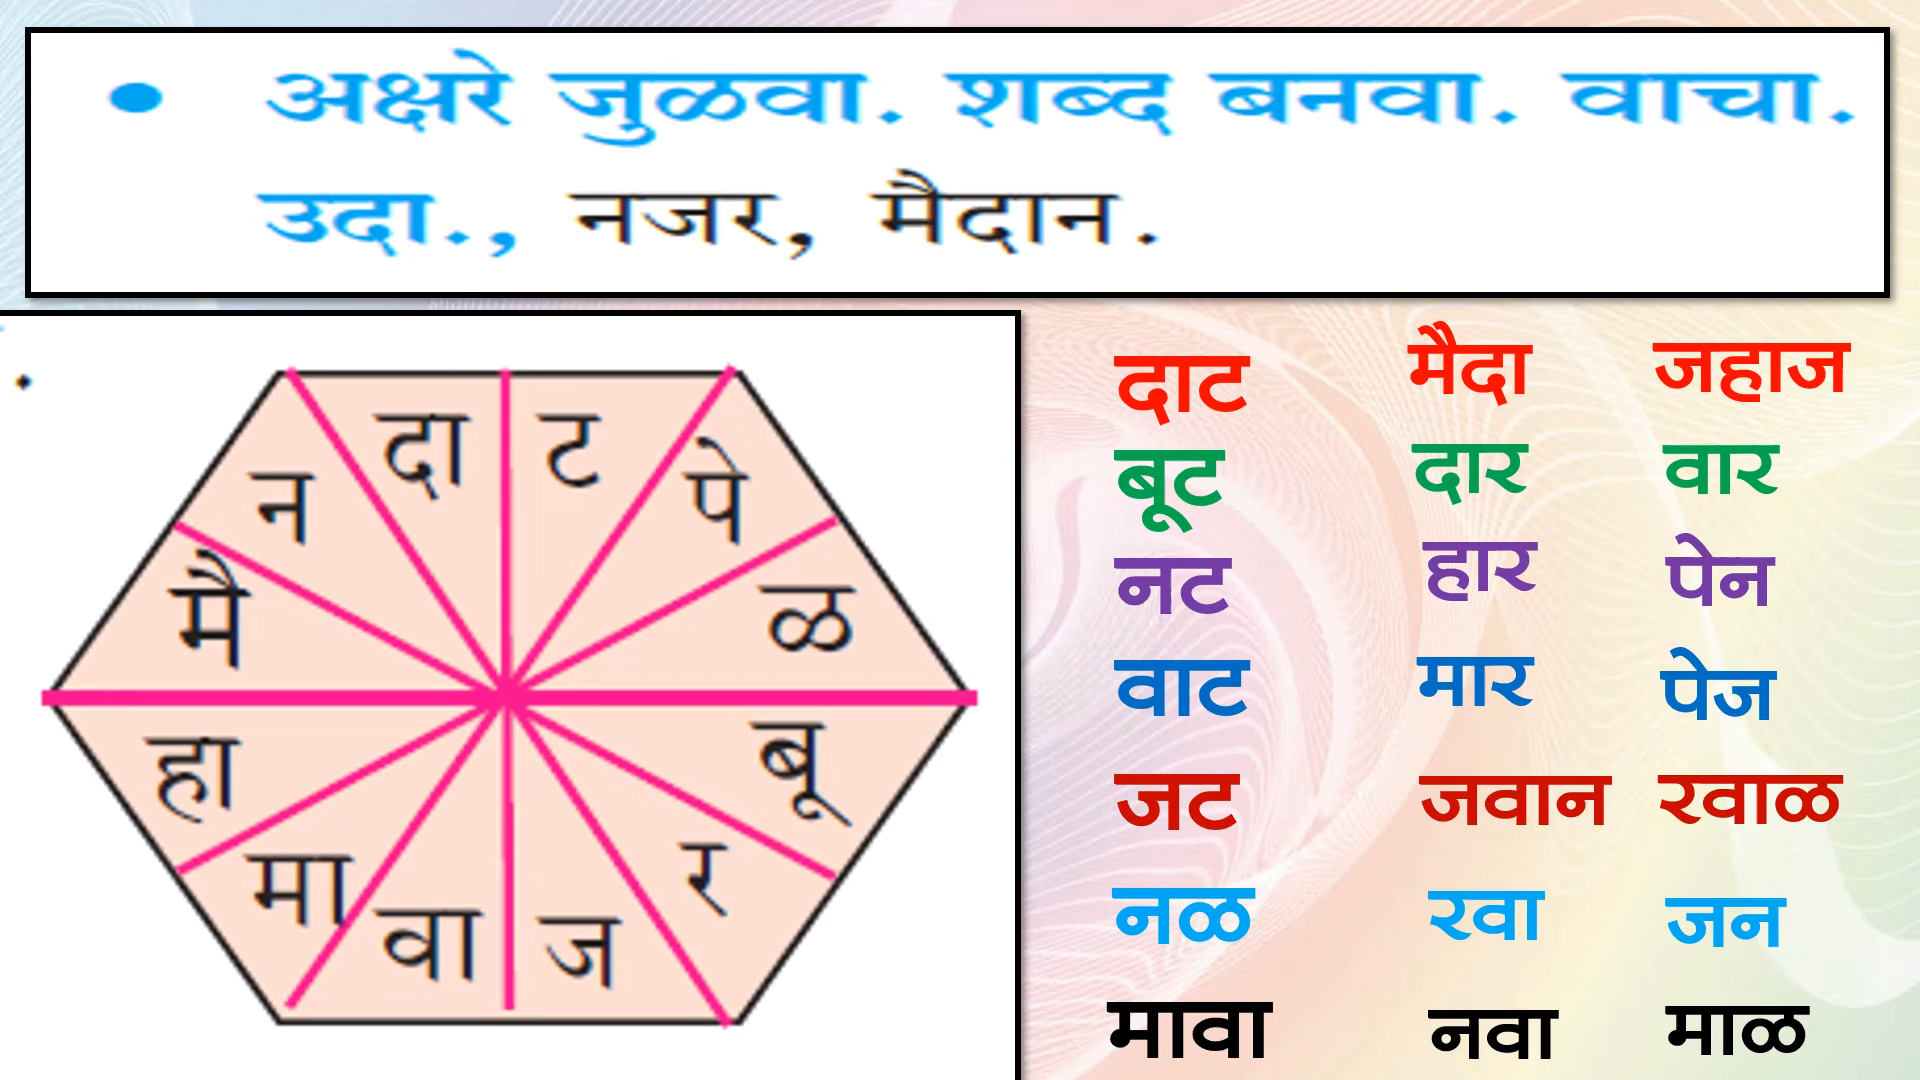 • अक्षरे जुळवा. शब्द बनवा. वाचा.
उदा., नजर, मैदान.
दा ट
न पे
मै ळ
हा बू
मा र
वा ज
दाट मैदा जहाज
बूट दार वार
नट हार पेन
वाट मार पेज
जट जवान रवाळ
नळ रवा जन
मावा नवा माळ